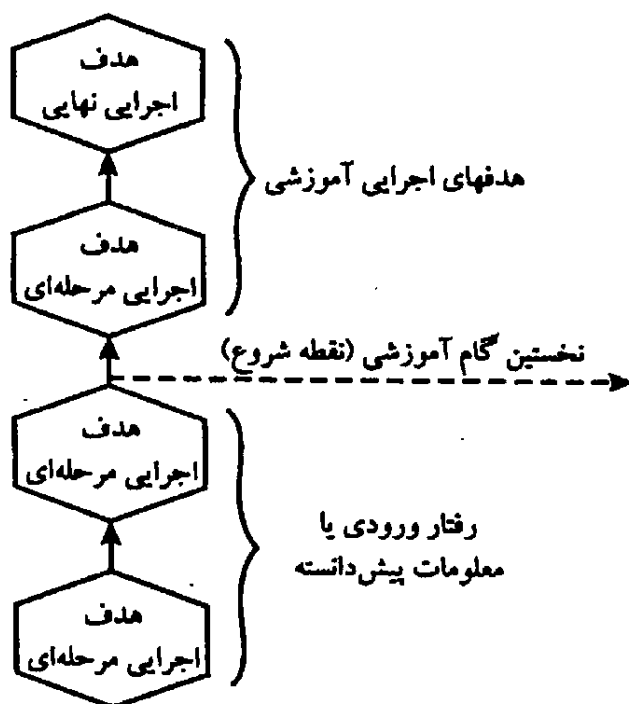 هدف
اجرایی نهایی
هدفهای اجرایی آموزشی
هدف
اجرایی مرحله‌ای
نخستین گام آموزشی (نقطه شروع)
هدف
اجرایی مرحله‌ای
رفتار ورودی یا
معلومات پیش‌دانسته
هدف
اجرایی مرحله‌ای